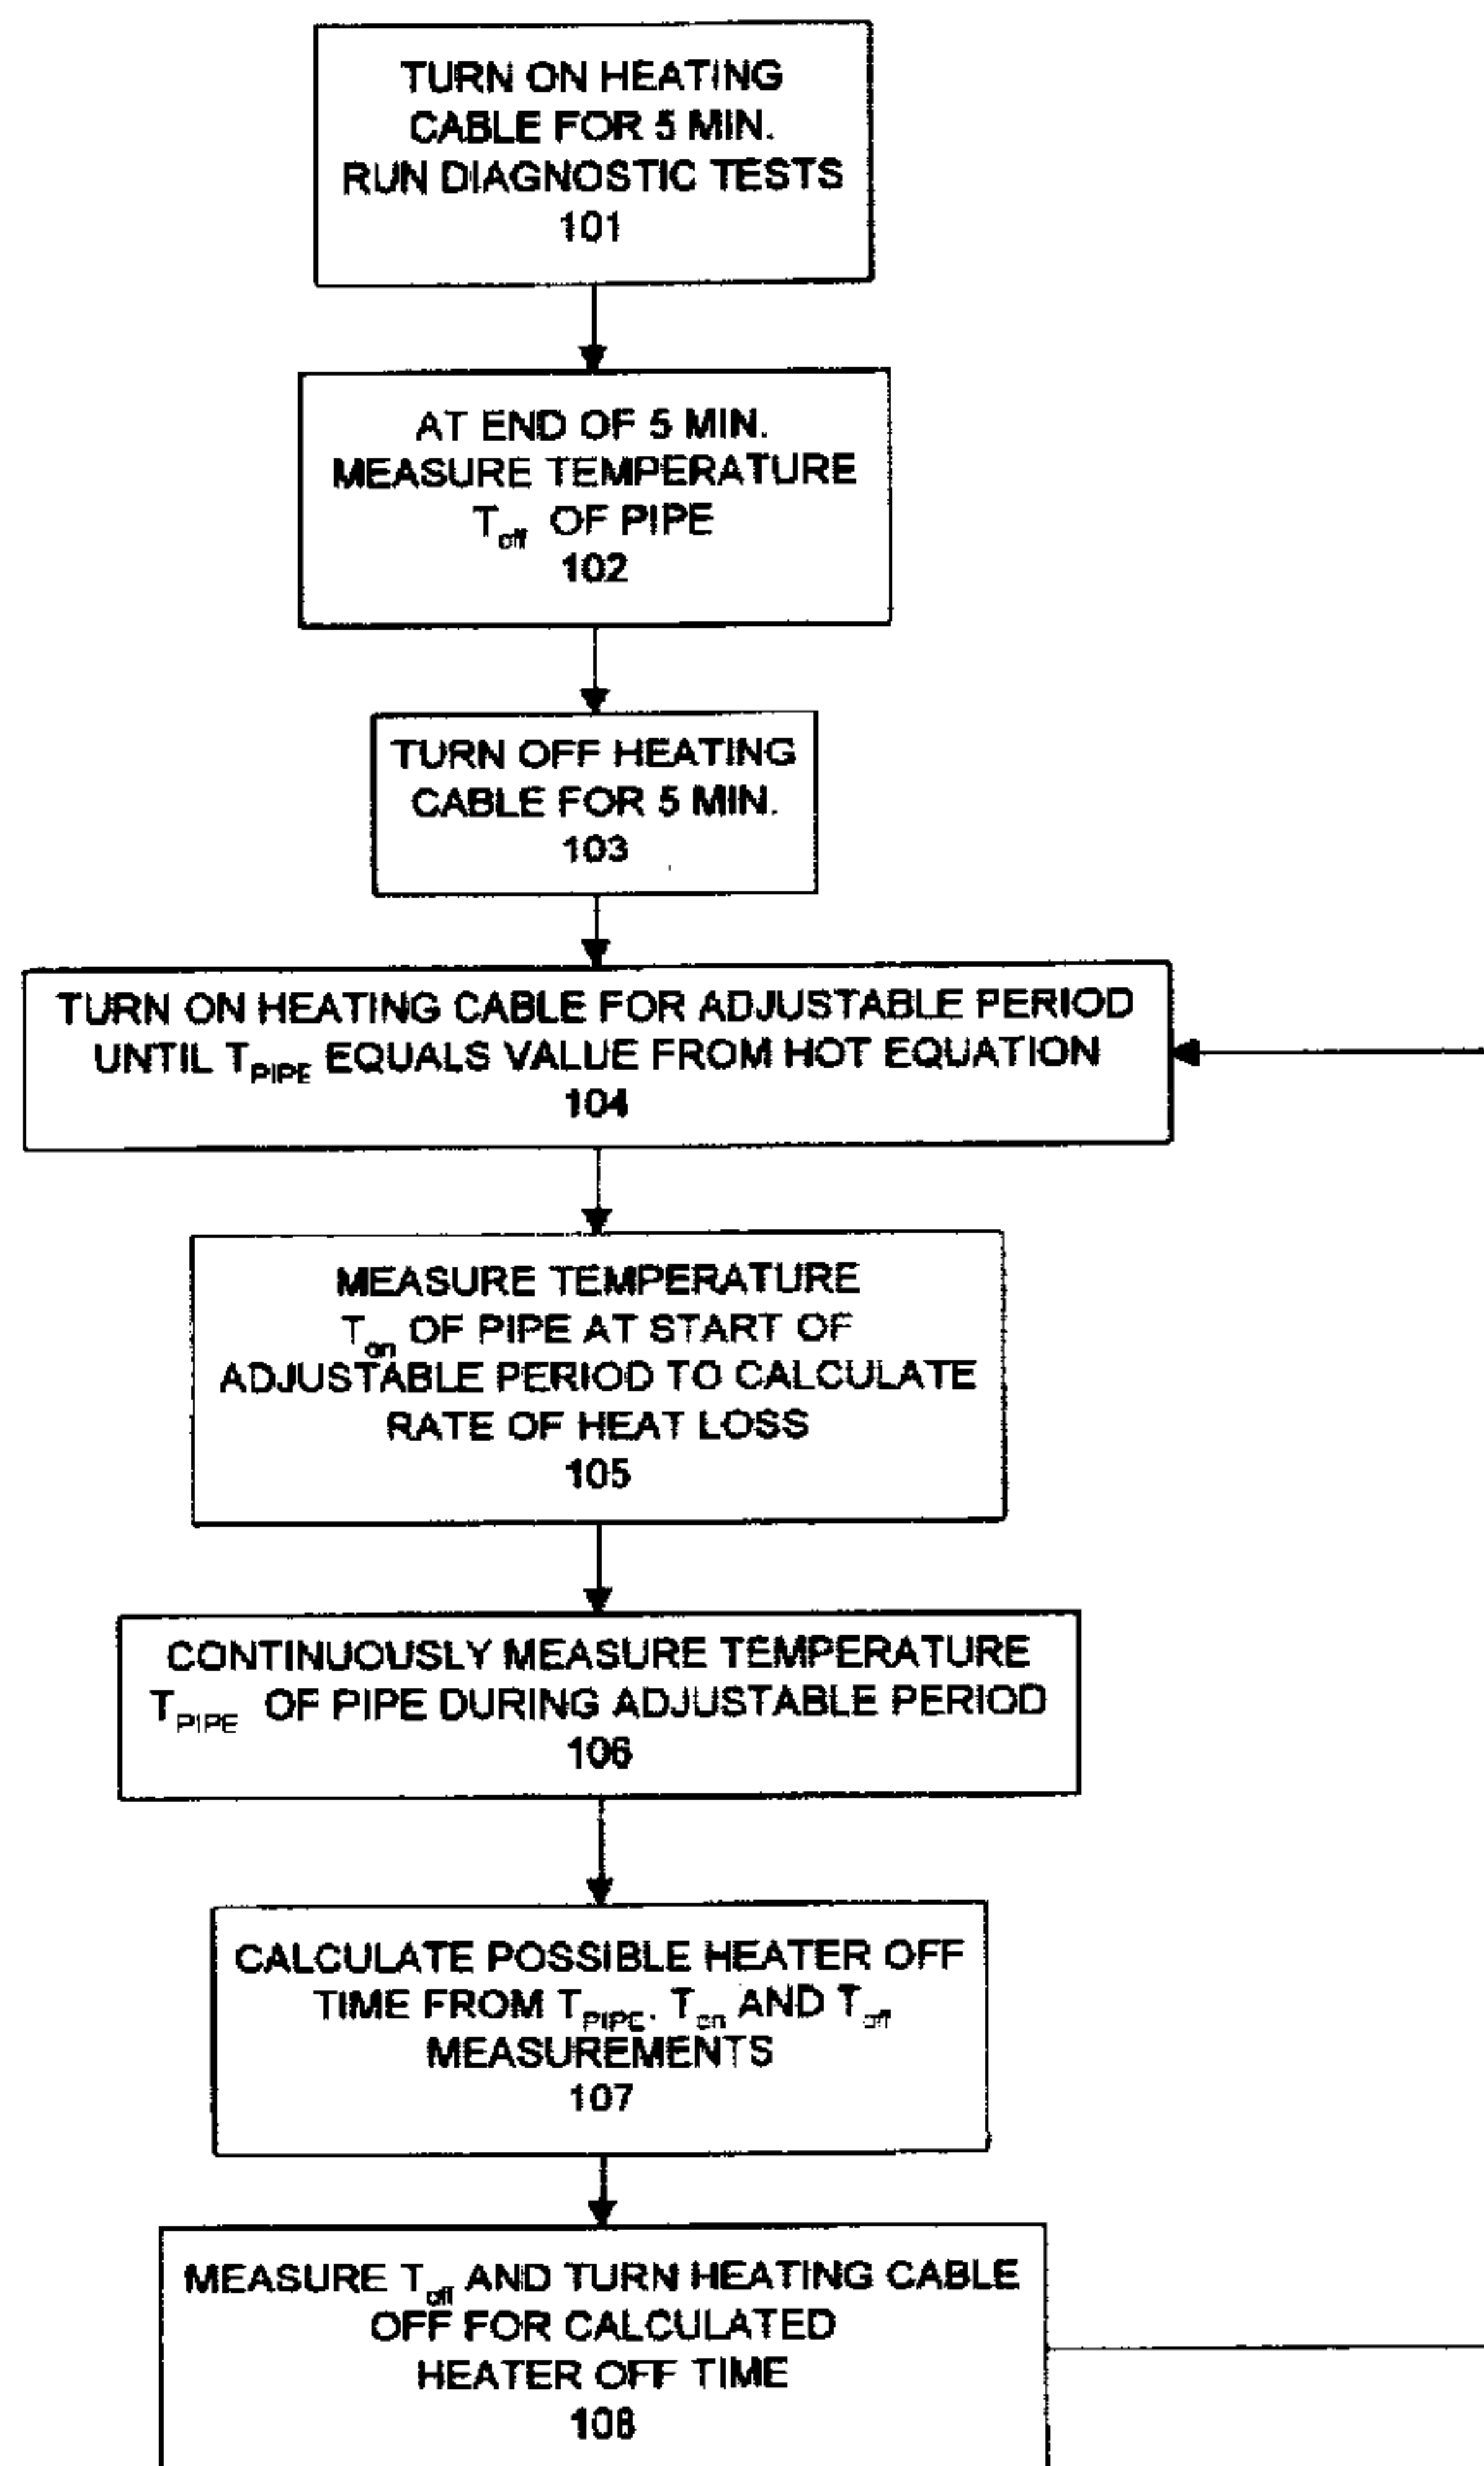 TURN ON HEATING
CABLE FOR 5 MIN.
RUN DIAGNOSTIC TESTS
101
AT END OF 5 MIN.
MEASURE TEMPERATURE
Toff OF PIPE
102
TURN OFF HEATING
CABLE FOR 5 MIN.
103
TURN ON HEATING CABLE FOR ADJUSTABLE PERIOD
UNTIL TPIPE EQUALS VALUE FROM HOT EQUATION
104
MEASURE TEMPERATURE
Ton OF PIPE AT START OF
ADJUSTABLE PERIOD TO CALCULATE
RATE OF HEAT LOSS
105
CONTINUOUSLY MEASURE TEMPERATURE
TPIPE OF PIPE DURING ADJUSTABLE PERIOD
106
CALCULATE POSSIBLE HEATER OFF
TIME FROM TPIPE, Ton AND Toff
MEASUREMENTS
107
MEASURE Toff AND TURN HEATING CABLE
OFF FOR CALCULATED
HEATER OFF TIME
108